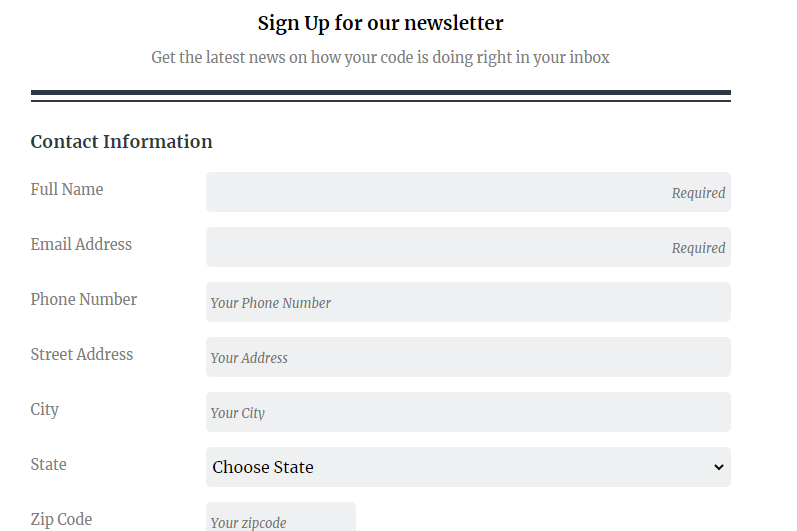 Sign Up for our newsletter
Get the latest news on how your code is doing right in your inbox
Contact Information
Full Name Required
Email Address Required
Phone Number Your Phone Number
Street Address Your Address
City Your City
State Choose State
Zip Code Your zipcode